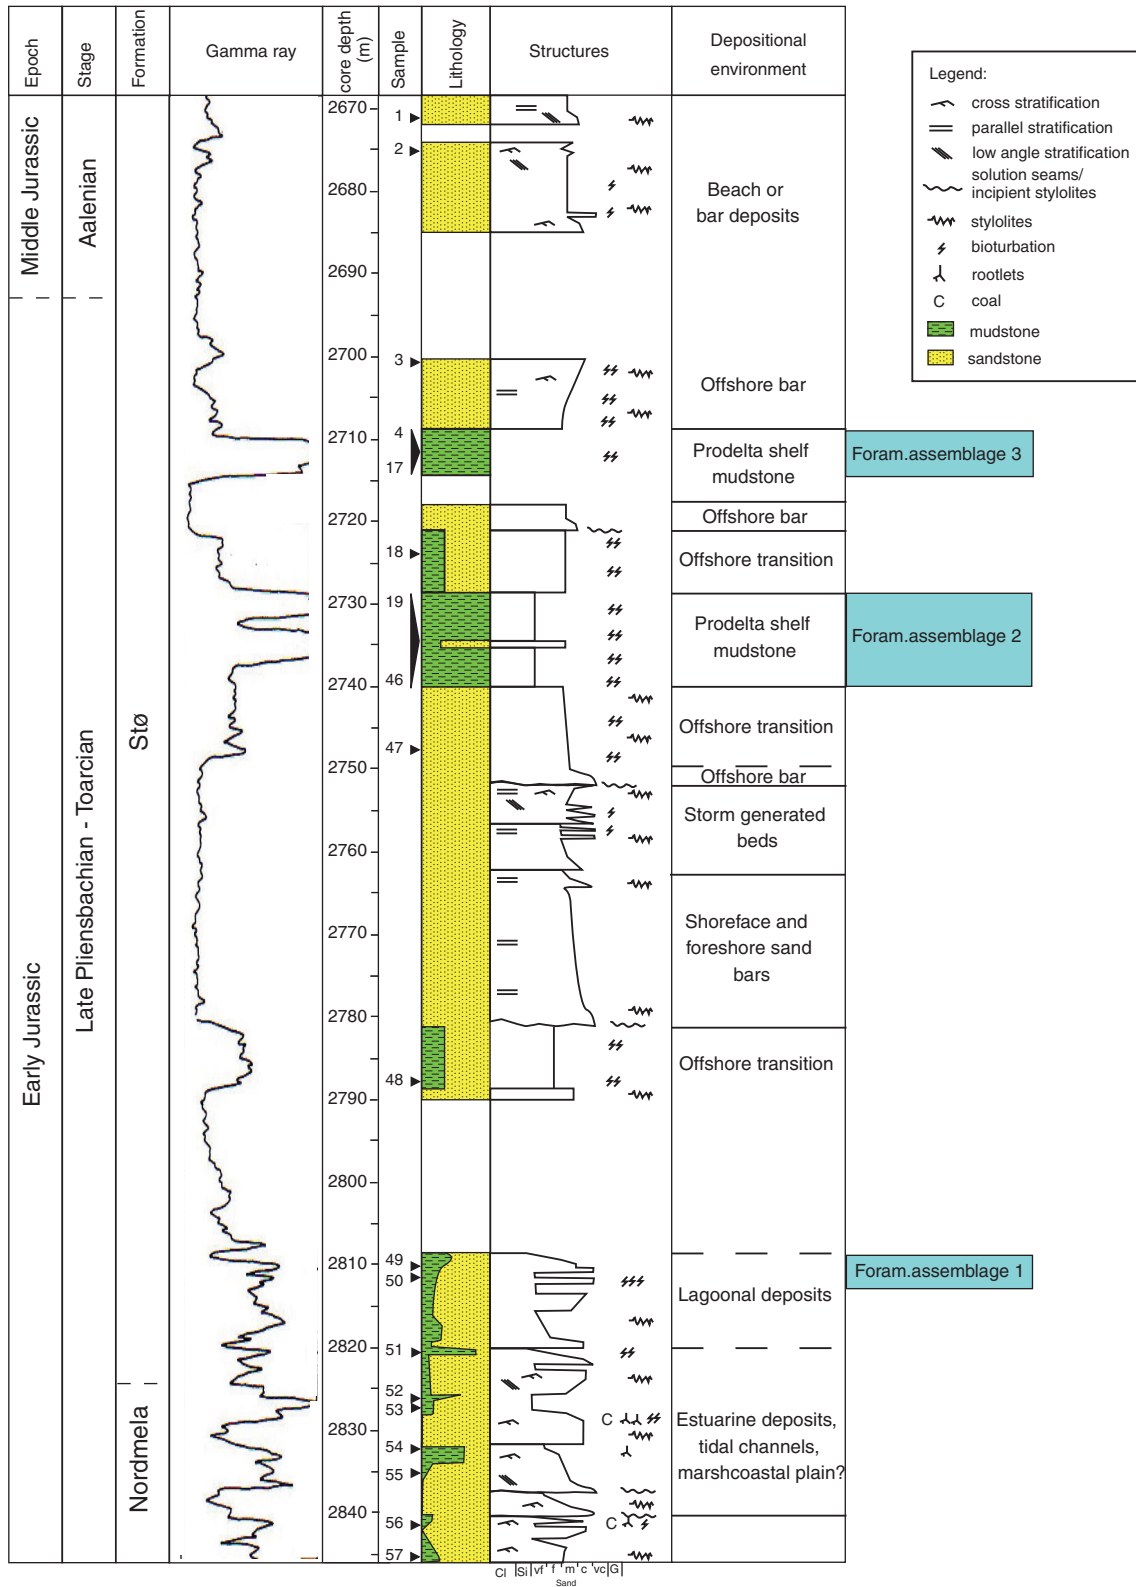 Epoch
Stage
Formation
Gamma ray
core depth
(m)
Sample
Lithology
Structures
Depositional
environment
Middle Jurassic
Early Jurassic
Aalenian
Late Pliensbachian - Toarcian
Stø
Nordmela
2670
2680
2690
2700
2710
2720
2730
2740
2750
2760
2770
2780
2790
2800
2810
2820
2830
2840
1
2
3
4
17
18
19
46
47
48
49
50
51
52
53
54
55
56
57
C
C
Cl Si vf f m c vc G
Sand
Beach or
bar deposits
Offshore bar
Prodelta shelf
mudstone
Offshore bar
Offshore transition
Prodelta shelf
mudstone
Offshore transition
Offshore bar
Storm generated
beds
Shoreface and
foreshore sand
bars
Offshore transition
Lagoonal deposits
Estuarine deposits,
tidal channels,
marshcoastal plain?
Foram.assemblage 3
Foram.assemblage 2
Foram.assemblage 1
Legend:
cross stratification
parallel stratification
low angle stratification
solution seams/
incipient stylolites
stylolites
bioturbation
rootlets
C coal
mudstone
sandstone